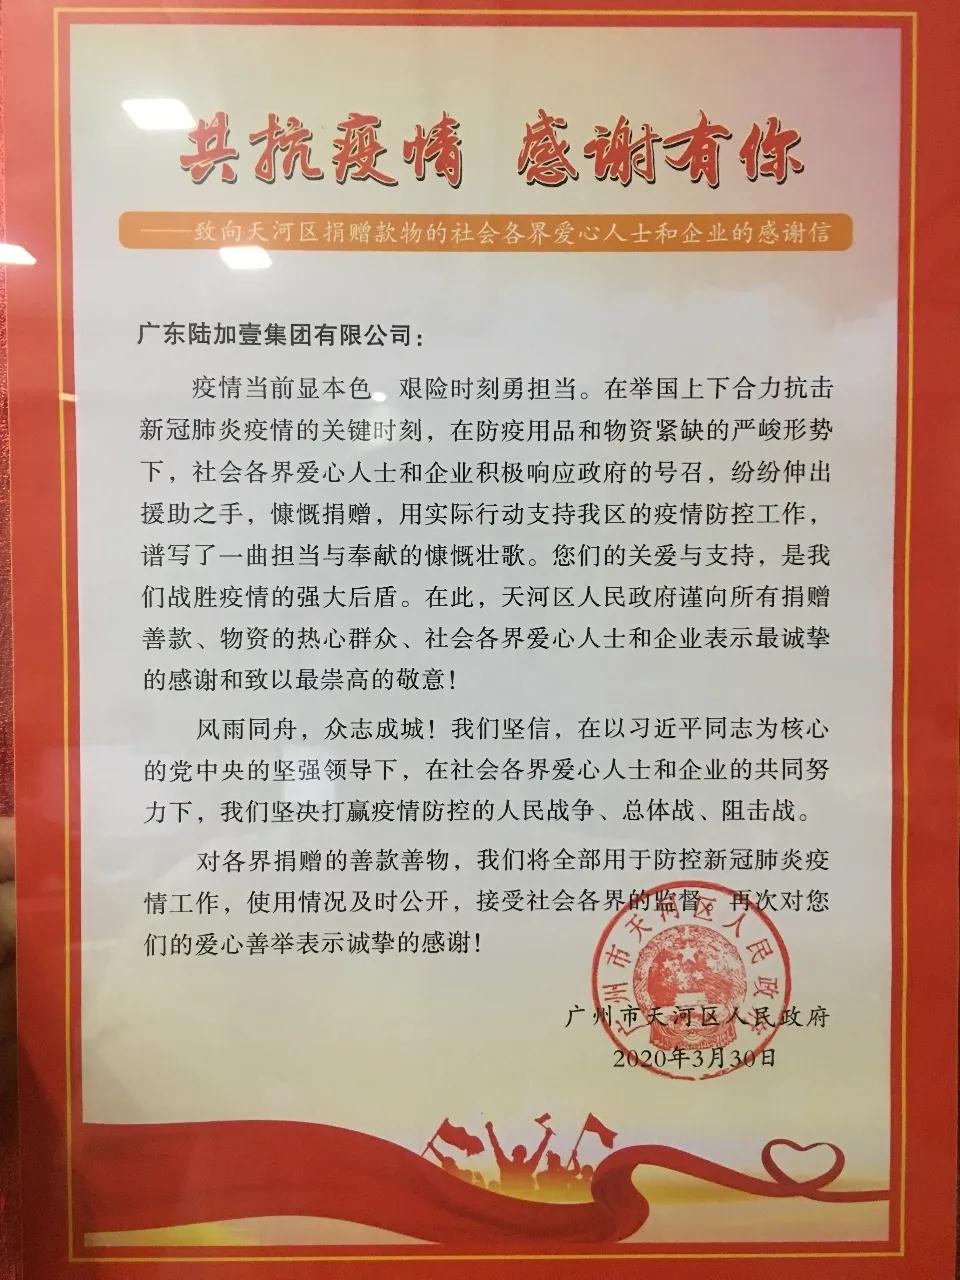 共抗疫情 感谢有你
——致向天河区捐赠款物的社会各界爱心人士和企业的感谢信
广东陆加壹集团有限公司：
疫情当前显本色，艰险时刻勇担当。在举国上下合力抗击
新冠肺炎疫情的关键时刻，在防疫用品和物资紧缺的严峻形势
下，社会各界爱心人士和企业积极响应政府的号召，纷纷伸出
援助之手，慷慨捐赠，用实际行动支持我区的疫情防控工作，
谱写了一曲担当与奉献的慷慨壮歌。您们的关爱与支持，是我
们战胜疫情的强大后盾。在此，天河区人民政府谨向所有捐赠
善款、物资的热心群众、社会各界爱心人士和企业表示最诚挚
的感谢和致以最崇高的敬意！
风雨同舟，众志成城！我们坚信，在以习近平同志为核心
的党中央的坚强领导下，在社会各界爱心人士和企业的共同努
力下，我们坚决打赢疫情防控的人民战争、总体战、阻击战。
对各界捐赠的善款善物，我们将全部用于防控新冠肺炎疫
情工作，使用情况及时公开，接受社会各界的监督。再次对您
们的爱心善举表示诚挚的感谢！
广州市天河区人民政府
广州市天河区人民政府
2020年3月30日